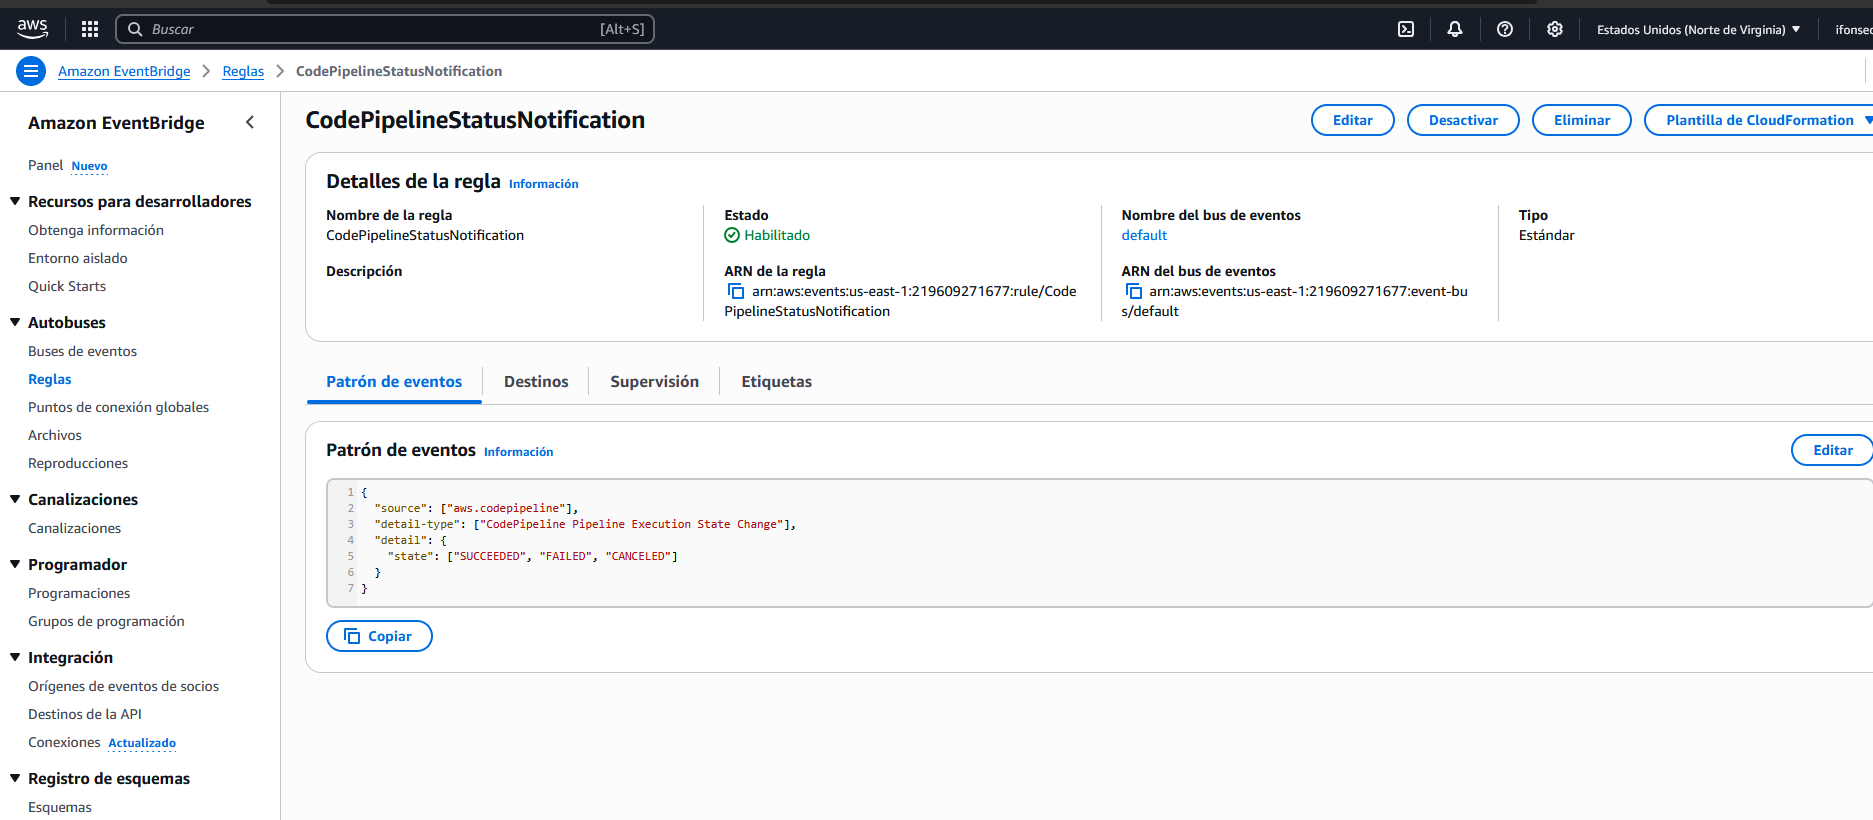 aws
Buscar [Alt+S]
Estados Unidos (Norte de Virginia)
Amazon EventBridge > Reglas > CodePipelineStatusNotification
Amazon EventBridge
Panel Nuevo
Recursos para desarrolladores
Obtenga información
Entorno aislado
Quick Starts
Autobuses
Buses de eventos
Reglas
Puntos de conexión globales
Archivos
Reproducciones
Canalizaciones
Canalizaciones
Programador
Programaciones
Grupos de programación
Integración
Orígenes de eventos de socios
Destinos de la API
Conexiones Actualizado
Registro de esquemas
Esquemas
CodePipelineStatusNotification
Editar
Desactivar
Eliminar
Plantilla de CloudFormation
Detalles de la regla Información
Nombre de la regla
CodePipelineStatusNotification
Descripción
Estado
Habilitado
ARN de la regla
arn:aws:events:us-east-1:219609271677:rule/Code
PipelineStatusNotification
Nombre del bus de eventos
default
ARN del bus de eventos
arn:aws:events:us-east-1:219609271677:event-bu
s/default
Tipo
Estándar
Patrón de eventos
Destinos
Supervisión
Etiquetas
Patrón de eventos Información
Editar
1 {
2 "source": ["aws.codepipeline"],
3 "detail-type": ["CodePipeline Pipeline Execution State Change"],
4 "detail": {
5 "state": ["SUCCEEDED", "FAILED", "CANCELED"]
6 }
7 }
Copiar